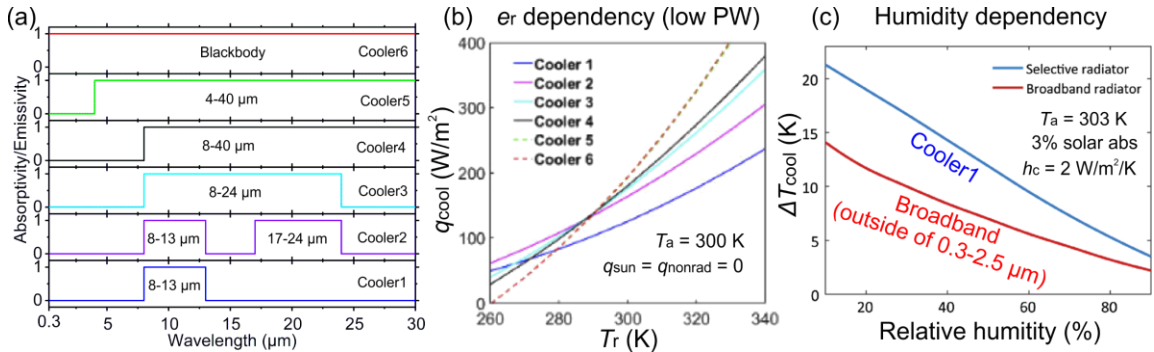 (a)
Absorptivity/Emissivity
1
0
Blackbody
Cooler6
1
0
4-40 μm
Cooler5
1
0
8-40 μm
Cooler4
1
0
8-24 μm
Cooler3
1
0
8-13 μm
17-24 μm
Cooler2
1
0
8-13 μm
Cooler1
0.3
5
10
15
20
25
30
Wavelength (μm)
(b)
er dependency (low PW)
qcool (W/m2)
400
300
200
100
0
Cooler 1
Cooler 2
Cooler 3
Cooler 4
Cooler 5
Cooler 6
Ta = 300 K
qsun = qnonrad = 0
260
280
300
320
340
Tr (K)
(c)
Humidity dependency
ΔTcool (K)
20
15
10
5
0
Selective radiator
Broadband radiator
Ta = 303 K
3% solar abs
hc = 2 W/m2/K
Cooler1
Broadband
(outside of 0.3-2.5 μm)
20
40
60
80
Relative humitity (%)